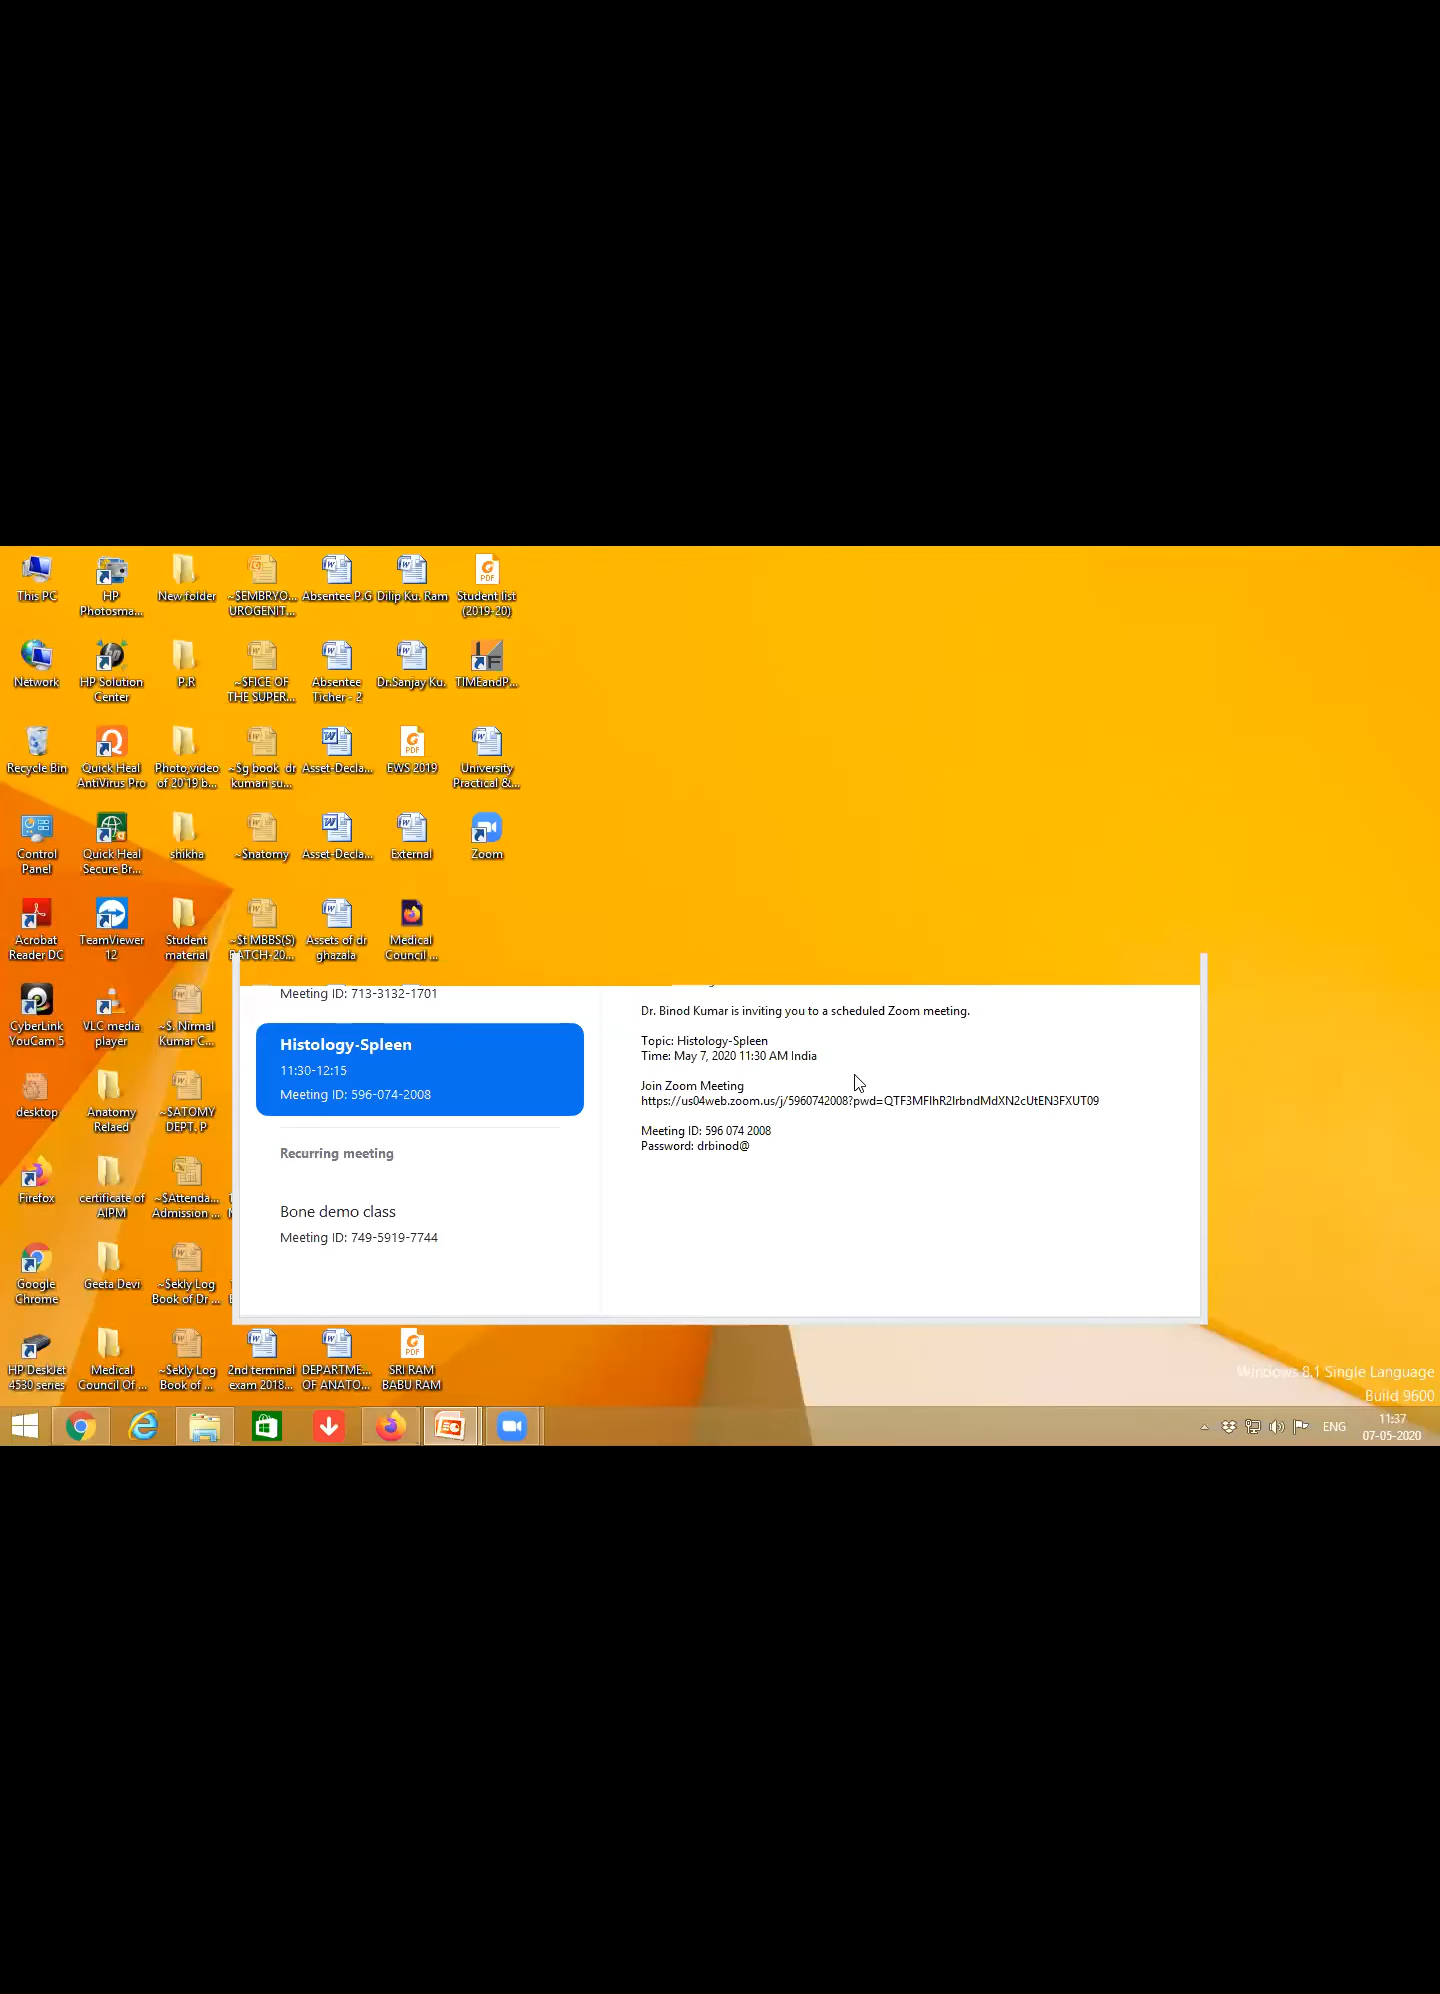 This PC
HP
Photosma...
New folder
~$EMBRYO...
UROGENIT...
Absentee P.G
Dilip Ku. Ram
Student list
(2019-20)
Network
HP Solution
Center
P.R
~$FICE OF
THE SUPER...
Absentee
Ticher - 2
Dr.Sanjay Ku.
TIMEandP...
Recycle Bin
Quick Heal
AntiVirus Pro
Photo,video
of 20`19 b...
~$g book dr
kumari su...
Asset-Decla...
EWS 2019
University
Practical &...
Control
Panel
Quick Heal
Secure Br...
shikha
~$natomy
Asset-Decla...
External
Zoom
Acrobat
Reader DC
TeamViewer
12
Student
material
~$t MBBS(S)
BATCH-20...
Assets of dr
ghazala
Medical
Council ...
CyberLink
YouCam 5
VLC media
player
~$. Nirmal
Kumar C...
desktop
Anatomy
Relaed
~$ATOMY
DEPT. P
Firefox
certificate of
AIPM
~$Attenda...
Admission ...
Google
Chrome
Geeta Devi
~$ekly Log
Book of Dr ...
HP DeskJet
4530 series
Medical
Council Of ...
~$ekly Log
Book of ...
2nd terminal
exam 2018...
DEPARTME...
OF ANATO...
SRI RAM
BABU RAM
Meeting ID: 713-3132-1701
Histology-Spleen
11:30-12:15
Meeting ID: 596-074-2008
Recurring meeting
Bone demo class
Meeting ID: 749-5919-7744
Dr. Binod Kumar is inviting you to a scheduled Zoom meeting.
Topic: Histology-Spleen
Time: May 7, 2020 11:30 AM India
Join Zoom Meeting
https://us04web.zoom.us/j/5960742008?pwd=QTF3MFlhR2IrbndMdXN2cUtEN3FXUT09
Meeting ID: 596 074 2008
Password: drbinod@
Windows 8.1 Single Language
Build 9600
ENG
11:37
07-05-2020